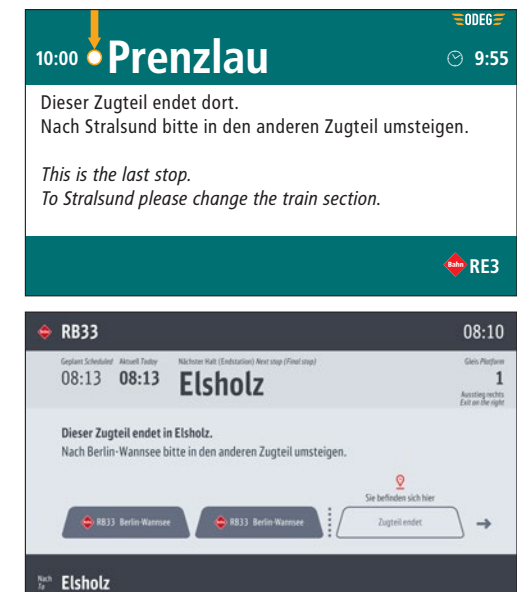 ODEG
10:00 Prenzlau 9:55
Dieser Zugteil endet dort.
Nach Stralsund bitte in den anderen Zugteil umsteigen.
This is the last stop.
To Stralsund please change the train section.
Bahn RE3
RB33 08:10
Geplant Scheduled Aktuell Today Nächster Halt (Endstation) Next stop (Final stop) Gleis Platform
08:13 08:13 Elsholz 1
Ausstieg rechts
Exit on the right
Dieser Zugteil endet in Elsholz.
Nach Berlin-Wannsee bitte in den anderen Zugteil umsteigen.
Sie befinden sich hier
RB33 Berlin-Wannsee RB33 Berlin-Wannsee Zugteil endet
Nach
To Elsholz